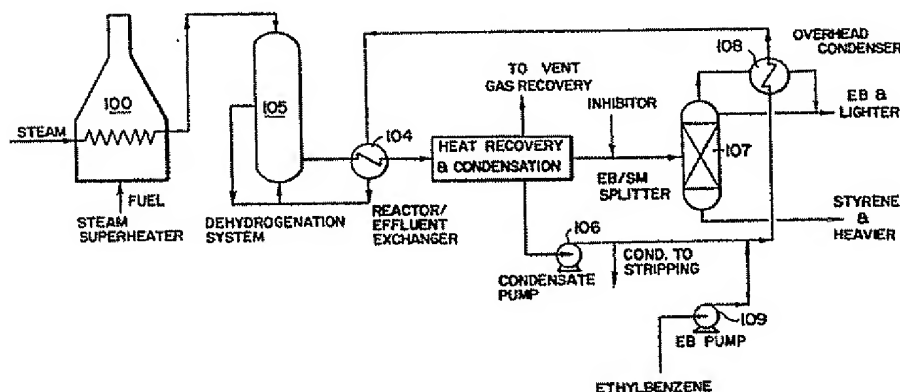 108
OVERHEAD
CONDENSER
TO VENT
GAS RECOVERY
100
105
INHIBITOR
EB &
LIGHTER
STEAM
104
HEAT RECOVERY
& CONDENSATION
107
EB/SM
SPLITTER
FUEL
STEAM
SUPERHEATER
DEHYDROGENATION
SYSTEM
REACTOR/
EFFLUENT
EXCHANGER
STYRENE
&
HEAVIER
106
CONDENSATE
PUMP
COND. TO
STRIPPING
109
EB PUMP
ETHYLBENZENE